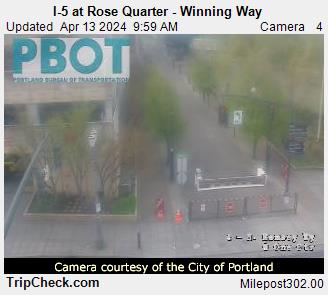 I-5 at Rose Quarter - Winning Way
Updated Apr 13 2024 9:59 AM Camera 4
PBOT
PORTLAND BUREAU OF TRANSPORTATION
Camera courtesy of the City of Portland
TripCheck.com Milepost302.00